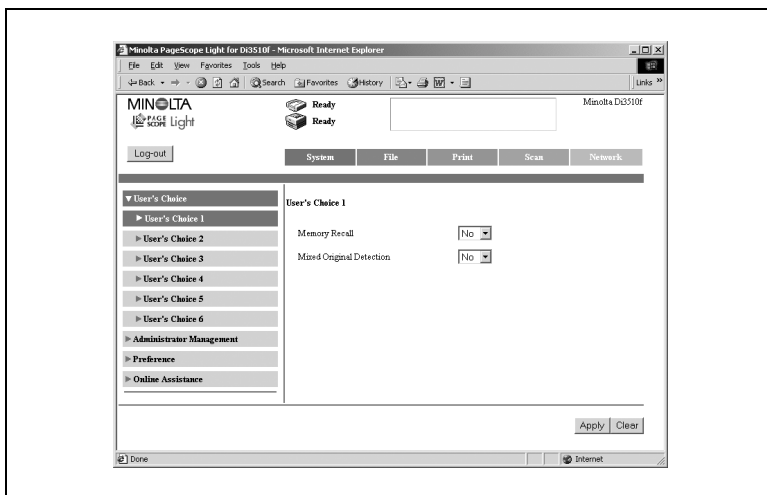 Minolta PageScope Light for Di3510f - Microsoft Internet Explorer
File Edit View Favorites Tools Help
Back Search Favorites History Links »
MINOLTA
PAGE SCOPE Light
Ready
Ready
Minolta Di3510f
Log-out
System File Print Scan Network
User's Choice
User's Choice 1
User's Choice 2
User's Choice 3
User's Choice 4
User's Choice 5
User's Choice 6
Administrator Management
Preference
Online Assistance
User's Choice 1
Memory Recall No
Mixed Original Detection No
Apply Clear
Done Internet